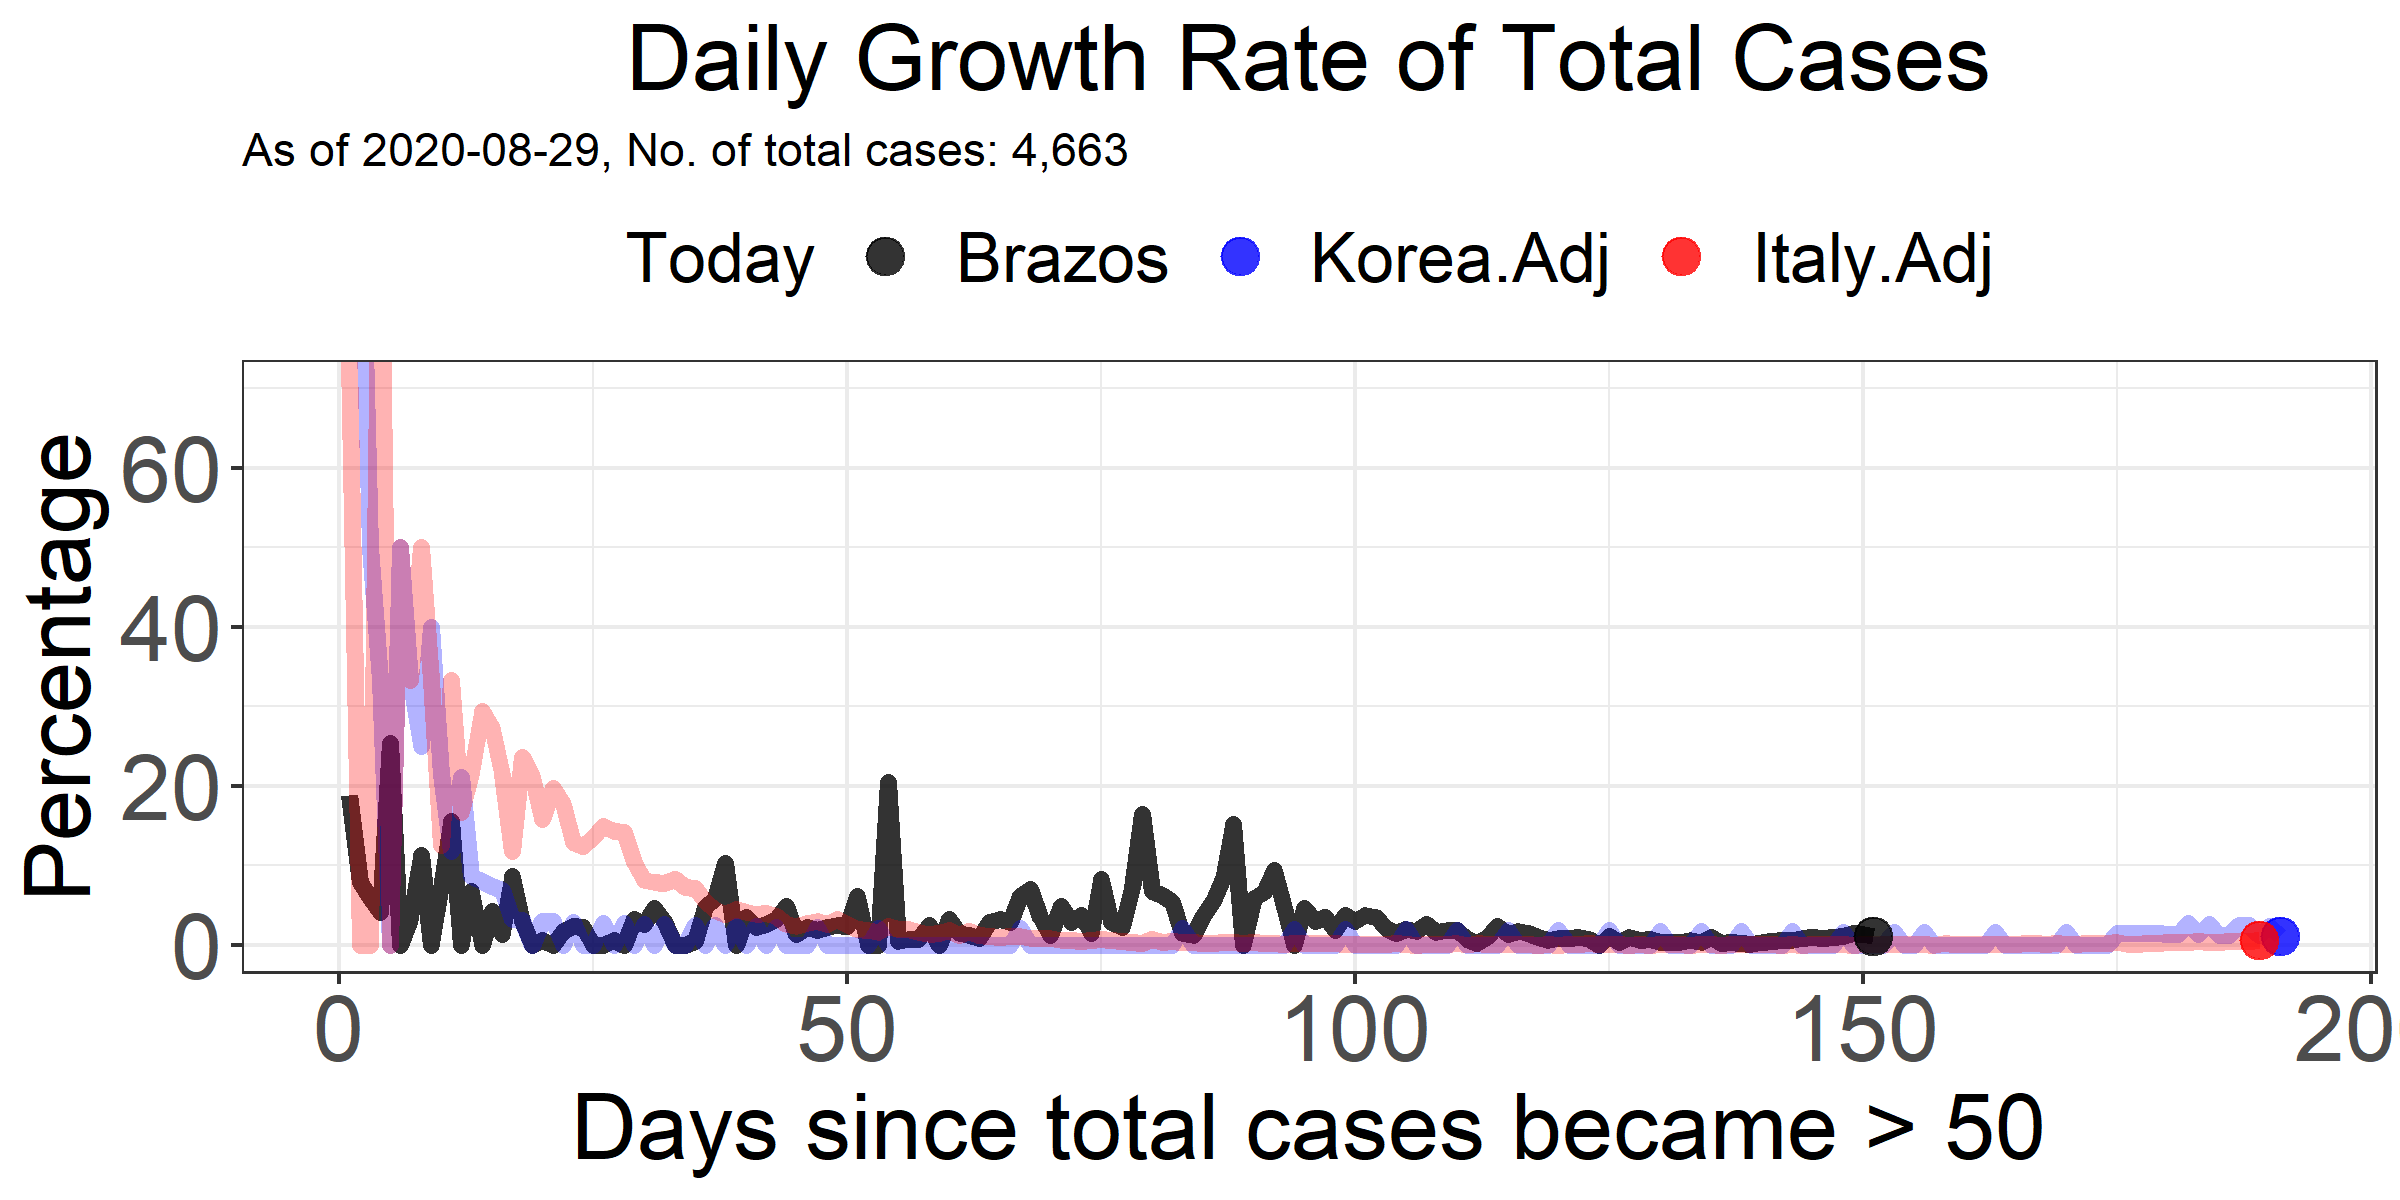 Daily Growth Rate of Total Cases
As of 2020-08-29, No. of total cases: 4,663
Today Brazos Korea.Adj Italy.Adj
Percentage
60
40
20
0
0 50 100 150 20
Days since total cases became > 50